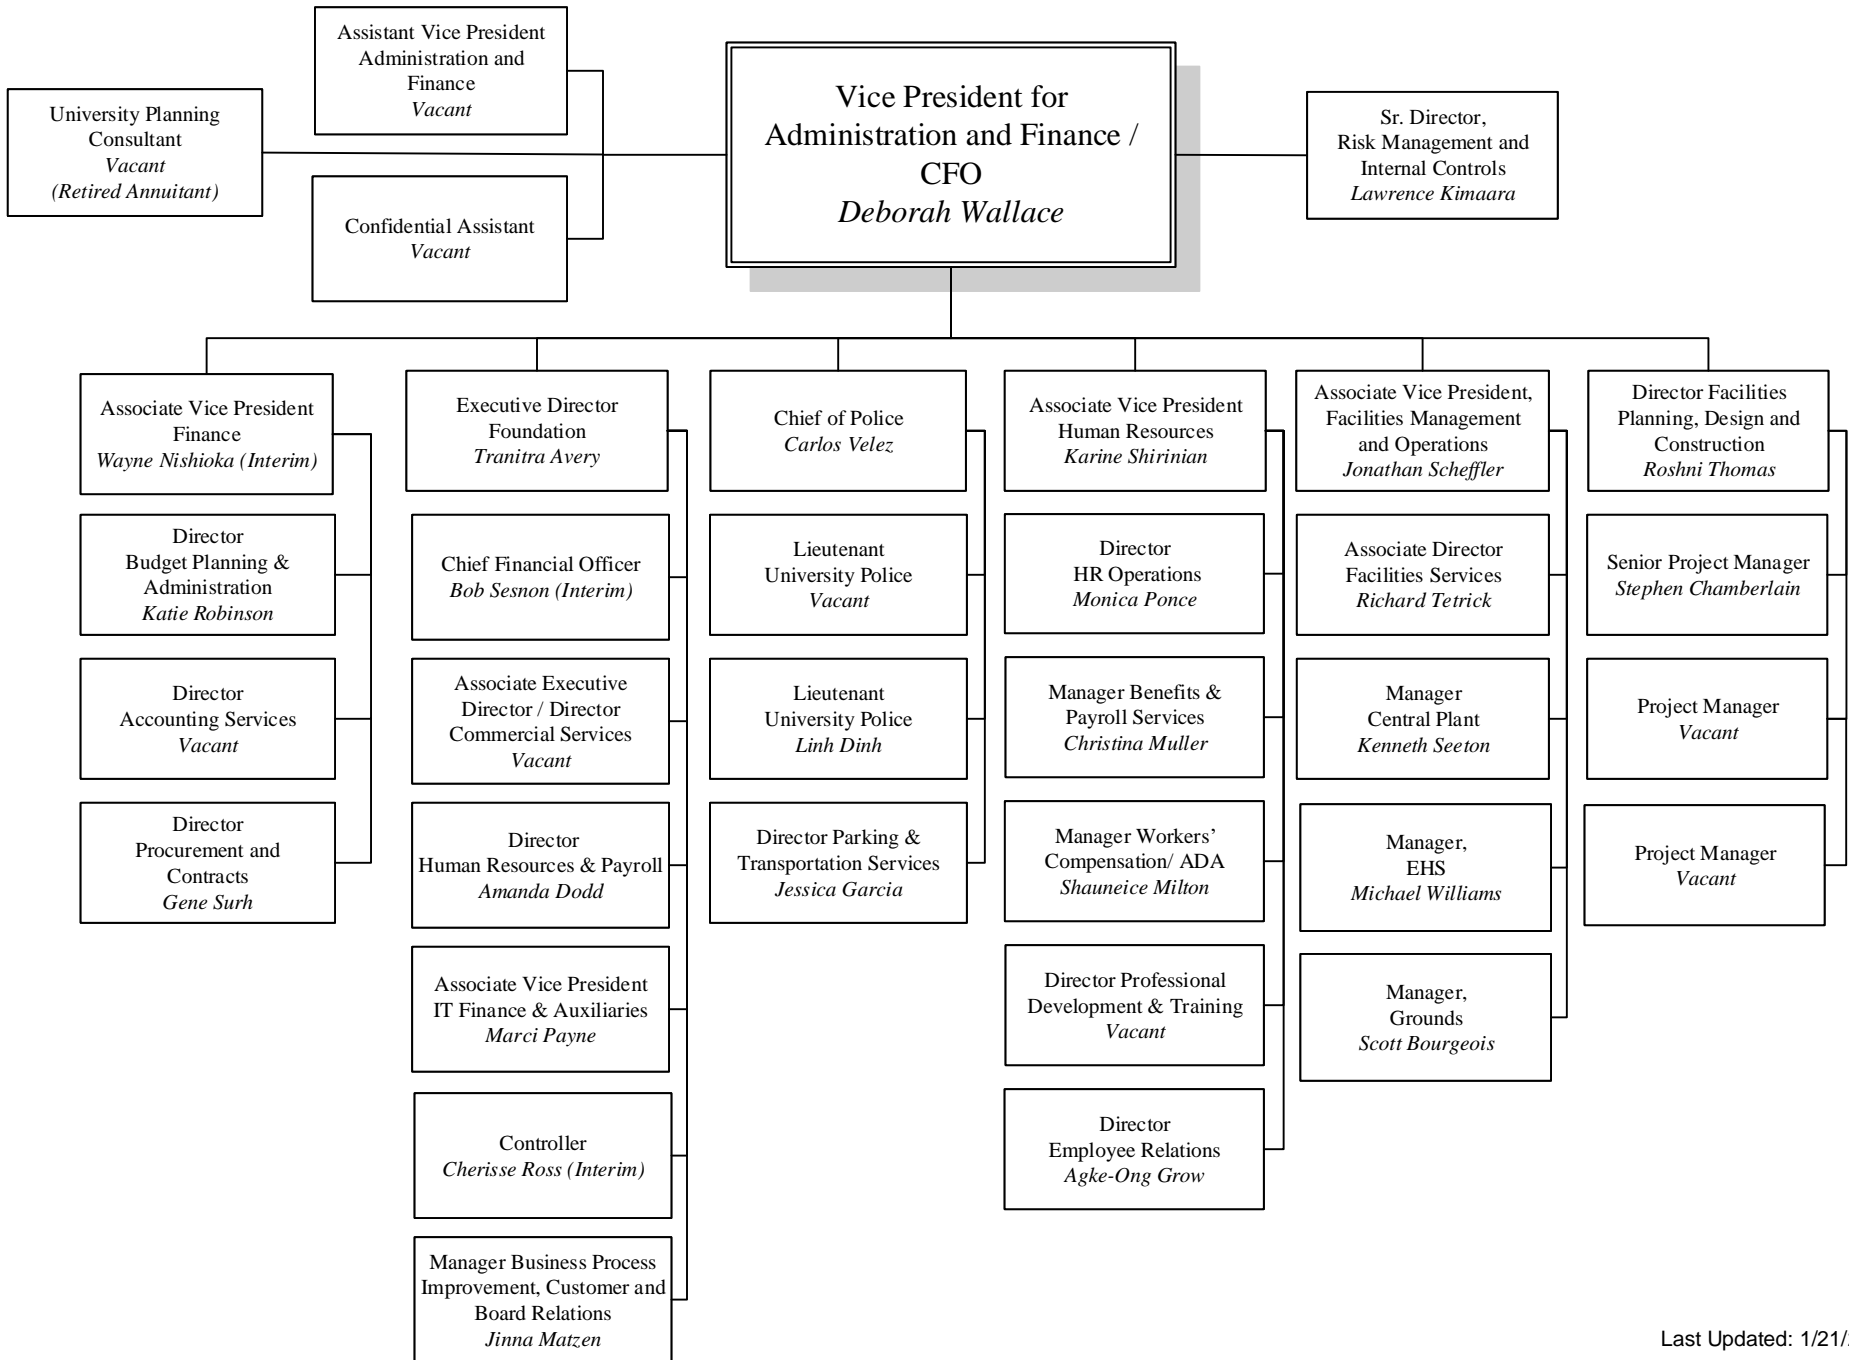 Assistant Vice President
Administration and
Finance
Vacant
University Planning
Consultant
Vacant
(Retired Annuitant)
Confidential Assistant
Vacant
Vice President for
Administration and Finance /
CFO
Deborah Wallace
Sr. Director,
Risk Management and
Internal Controls
Lawrence Kimaara
Associate Vice President
Finance
Wayne Nishioka (Interim)
Director
Budget Planning &
Administration
Katie Robinson
Director
Accounting Services
Vacant
Director
Procurement and
Contracts
Gene Surh
Executive Director
Foundation
Tranitra Avery
Chief Financial Officer
Bob Sesnon (Interim)
Associate Executive
Director / Director
Commercial Services
Vacant
Director
Human Resources & Payroll
Amanda Dodd
Associate Vice President
IT Finance & Auxiliaries
Marci Payne
Controller
Cherisse Ross (Interim)
Manager Business Process
Improvement, Customer and
Board Relations
Jinna Matzen
Chief of Police
Carlos Velez
Lieutenant
University Police
Vacant
Lieutenant
University Police
Linh Dinh
Director Parking &
Transportation Services
Jessica Garcia
Associate Vice President
Human Resources
Karine Shirinian
Director
HR Operations
Monica Ponce
Manager Benefits &
Payroll Services
Christina Muller
Manager Workers’
Compensation/ ADA
Shauneice Milton
Director Professional
Development & Training
Vacant
Director
Employee Relations
Agke-Ong Grow
Associate Vice President,
Facilities Management
and Operations
Jonathan Scheffler
Associate Director
Facilities Services
Richard Tetrick
Manager
Central Plant
Kenneth Seeton
Manager,
EHS
Michael Williams
Manager,
Grounds
Scott Bourgeois
Director Facilities
Planning, Design and
Construction
Roshni Thomas
Senior Project Manager
Stephen Chamberlain
Project Manager
Vacant
Project Manager
Vacant
Last Updated: 1/21/